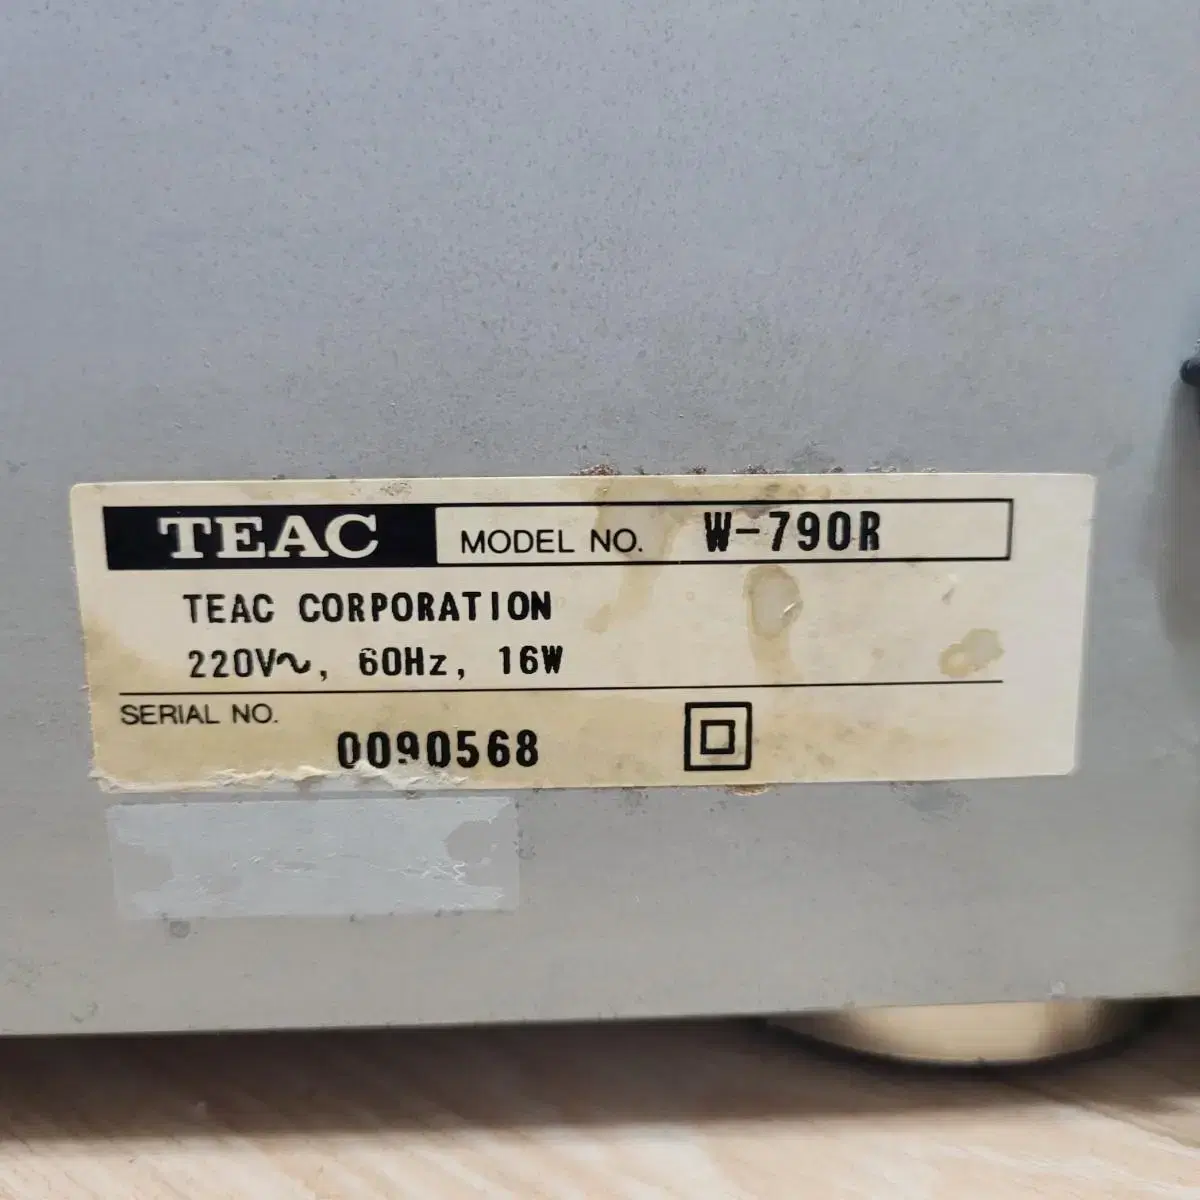 TEAC MODEL NO. W-790R
TEAC CORPORATION
220V~, 60Hz, 16W
SERIAL NO.
0090568